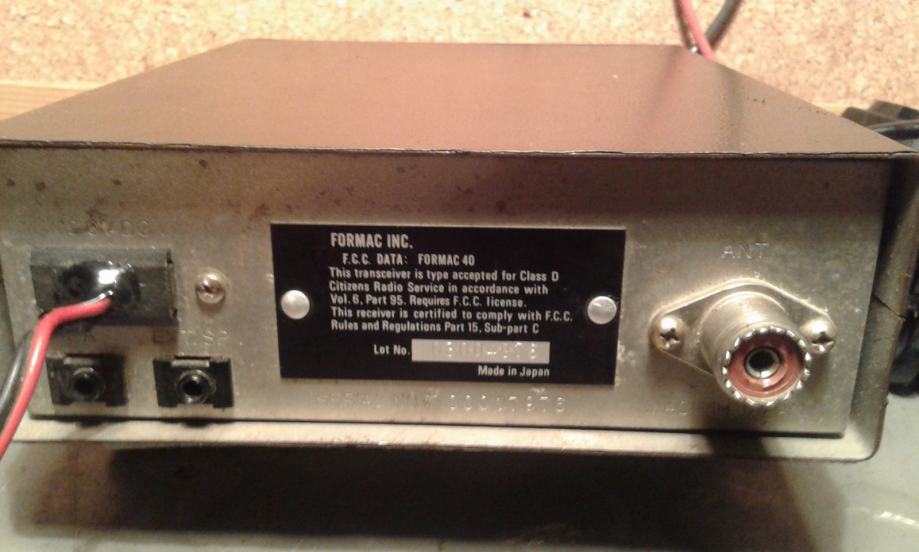 DC
FORMAC INC.
F.C.C. DATA: FORMAC 40
This transceiver is type accepted for Class D
Citizens Radio Service in accordance with
Vol. 6, Part 95. Requires F.C.C. license.
This receiver is certified to comply with F.C.C.
Rules and Regulations Part 15, Sub-part C
Lot No.
Made in Japan
ANT
SP